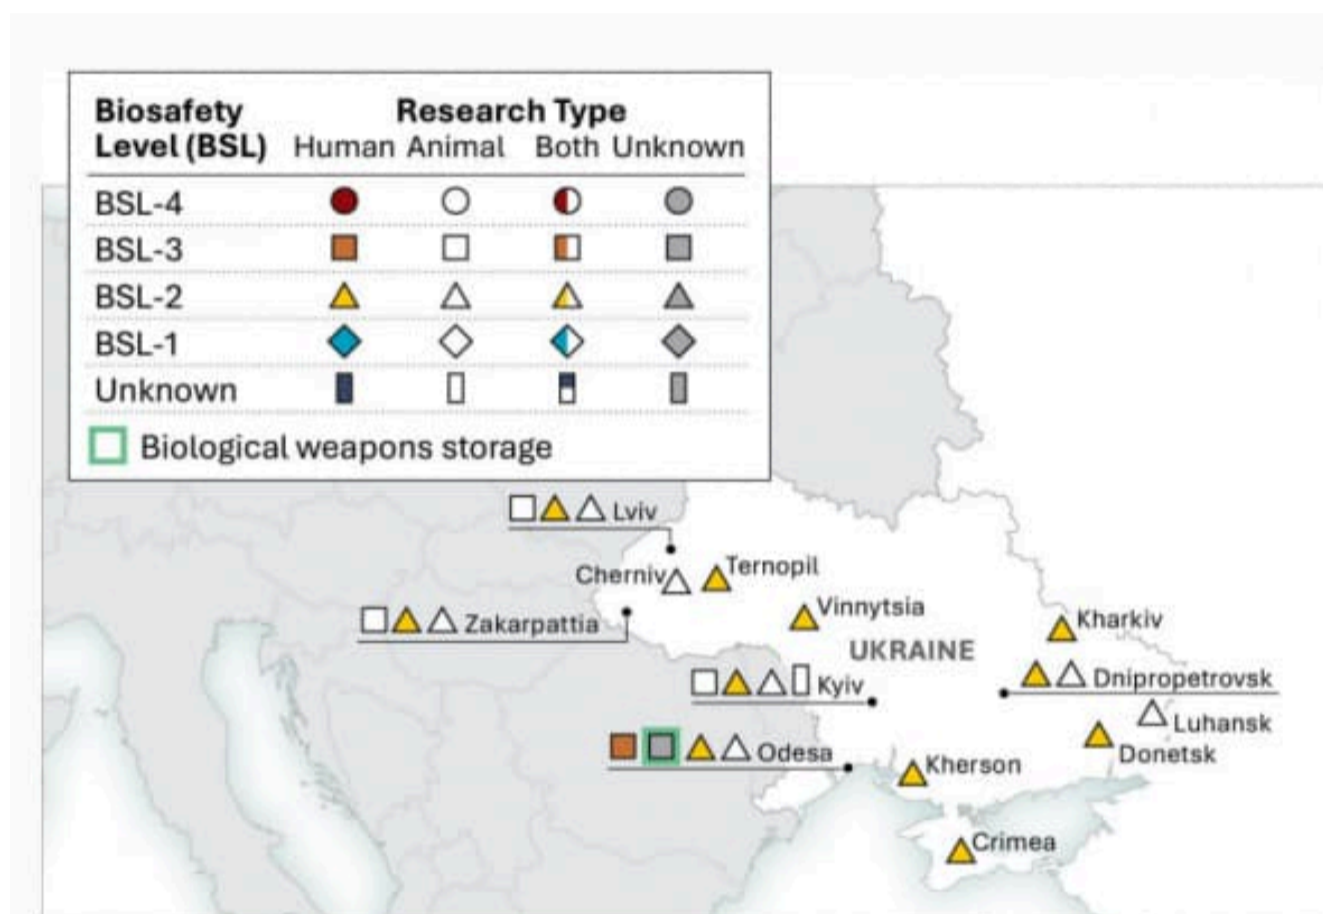 Biosafety Research Type
Level (BSL) Human Animal Both Unknown
BSL-4
BSL-3
BSL-2
BSL-1
Unknown
Biological weapons storage
Lviv
Cherniv
Ternopil
Zakarpattia
Vinnytsia
Kharkiv
UKRAINE
Kyiv
Dnipropetrovsk
Luhansk
Odesa
Donetsk
Kherson
Crimea